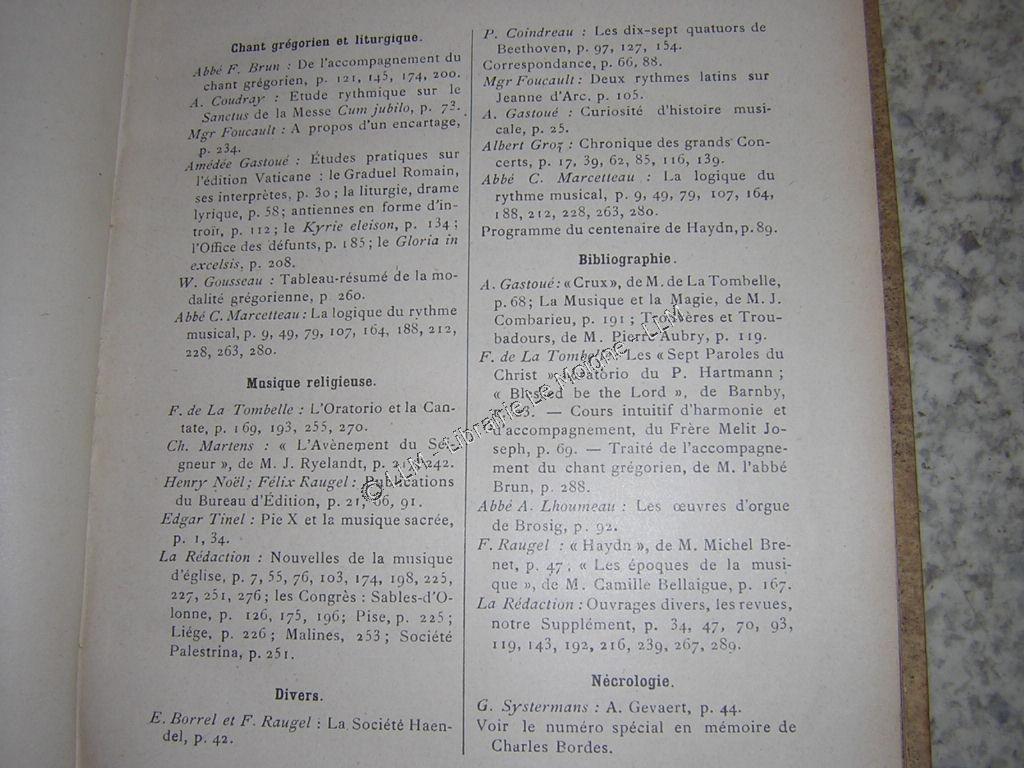 Chant grégorien et liturgique.
Abbé F. Brun : De l'accompagnement du
chant grégorien, p. 121, 145, 174, 200.
A. Coudray : Etude rythmique sur le
Sanctus de la Messe Cum jubilo, p. 73.
Mgr Foucault : A propos d'un encartage,
p. 234.
Amédée Gastoué : Études pratiques sur
l'édition Vaticane : le Graduel Romain,
ses interprètes, p. 30 ; la liturgie, drame
lyrique, p. 58 ; antiennes en forme d'in-
troït, p. 112 ; le Kyrie eleison, p. 134 ;
l'Office des défunts, p. 185 ; le Gloria in
excelsis, p. 208.
W. Gousseau : Tableau-résumé de la mo-
dalité grégorienne, p 260.
Abbé C. Marcetteau : La logique du rythme
musical, p. 9, 49, 79, 107, 164, 188, 212,
228, 263, 280.
Musique religieuse.
F. de La Tombelle : L'Oratorio et la Can-
tate, p. 169, 193, 255, 270.
Ch. Martens : « L'Avènement du Sei-
gneur », de M. J. Ryelandt, p. 242.
Henry Noël ; Félix Raugel : Publications
du Bureau d'Édition, p. 21, 66, 91.
Edgar Tinel : Pie X et la musique sacrée,
p. 1, 34.
La Rédaction : Nouvelles de la musique
d'église, p. 7, 55, 76, 103, 174, 198, 225,
227, 251, 276 ; les Congrès : Sables-d'O-
lonne, p. 126, 175, 196 ; Pise, p. 225 ;
Liége, p. 226 ; Malines, 253 ; Société
Palestrina, p. 251.
Divers.
E. Borrel et F. Raugel : La Société Haen-
del, p. 42.
P. Coindreau : Les dix-sept quatuors de
Beethoven, p. 97, 127, 154.
Correspondance, p. 66, 88.
Mgr Foucault : Deux rythmes latins sur
Jeanne d'Arc, p. 105.
A. Gastoué : Curiosité d'histoire musi-
cale, p. 25.
Albert Groz : Chronique des grands Con-
certs, p. 17, 39, 62, 85, 116, 139.
Abbé C. Marcetteau : La logique du
rythme musical, p. 9, 49, 79, 107, 164,
188, 212, 228, 263, 280.
Programme du centenaire de Haydn, p. 89.
Bibliographie.
A. Gastoué : « Crux », de M. de La Tombelle,
p. 68 ; La Musique et la Magie, de M. J.
Combarieu, p. 191 ; Trouvères et Trou-
badours, de M. Pierre Aubry, p. 119.
F. de La Tombelle : Les « Sept Paroles du
Christ » Oratorio du P. Hartmann ;
« Blessed be the Lord », de Barnby,
— Cours intuitif d'harmonie et
d'accompagnement, du Frère Melit Jo-
seph, p. 69. — Traité de l'accompagne-
ment du chant grégorien, de M. l'abbé
Brun, p. 288.
Abbé A. Lhoumeau : Les œuvres d'orgue
de Brosig, p. 92.
F. Raugel : « Haydn », de M. Michel Bre-
net, p. 47 ; « Les époques de la musi-
que », de M. Camille Bellaigue, p. 167.
La Rédaction : Ouvrages divers, les revues,
notre Supplément, p. 34, 47, 70, 93,
119, 143, 192, 216, 239, 267, 289.
Nécrologie.
G. Systermans : A. Gevaert, p. 44.
Voir le numéro spécial en mémoire de
Charles Bordes.
© LLM - Librairie Le Moine - LLM